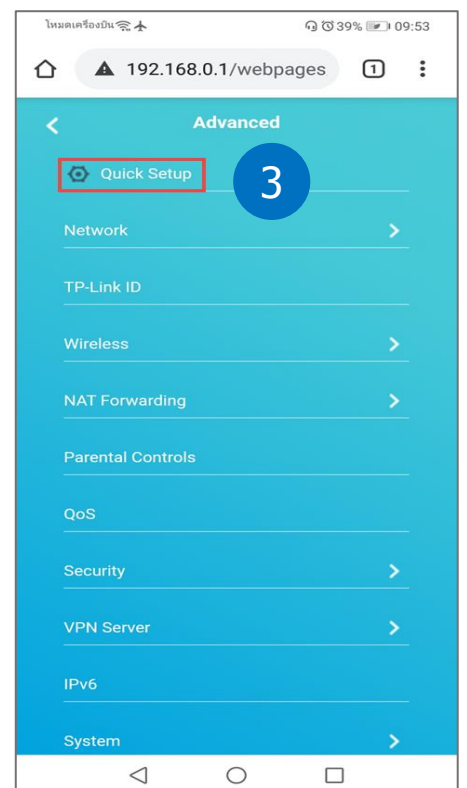 โหมดเครื่องบิน 39% 09:53
192.168.0.1/webpages 1
Advanced
Quick Setup 3
Network
TP-Link ID
Wireless
NAT Forwarding
Parental Controls
QoS
Security
VPN Server
IPv6
System